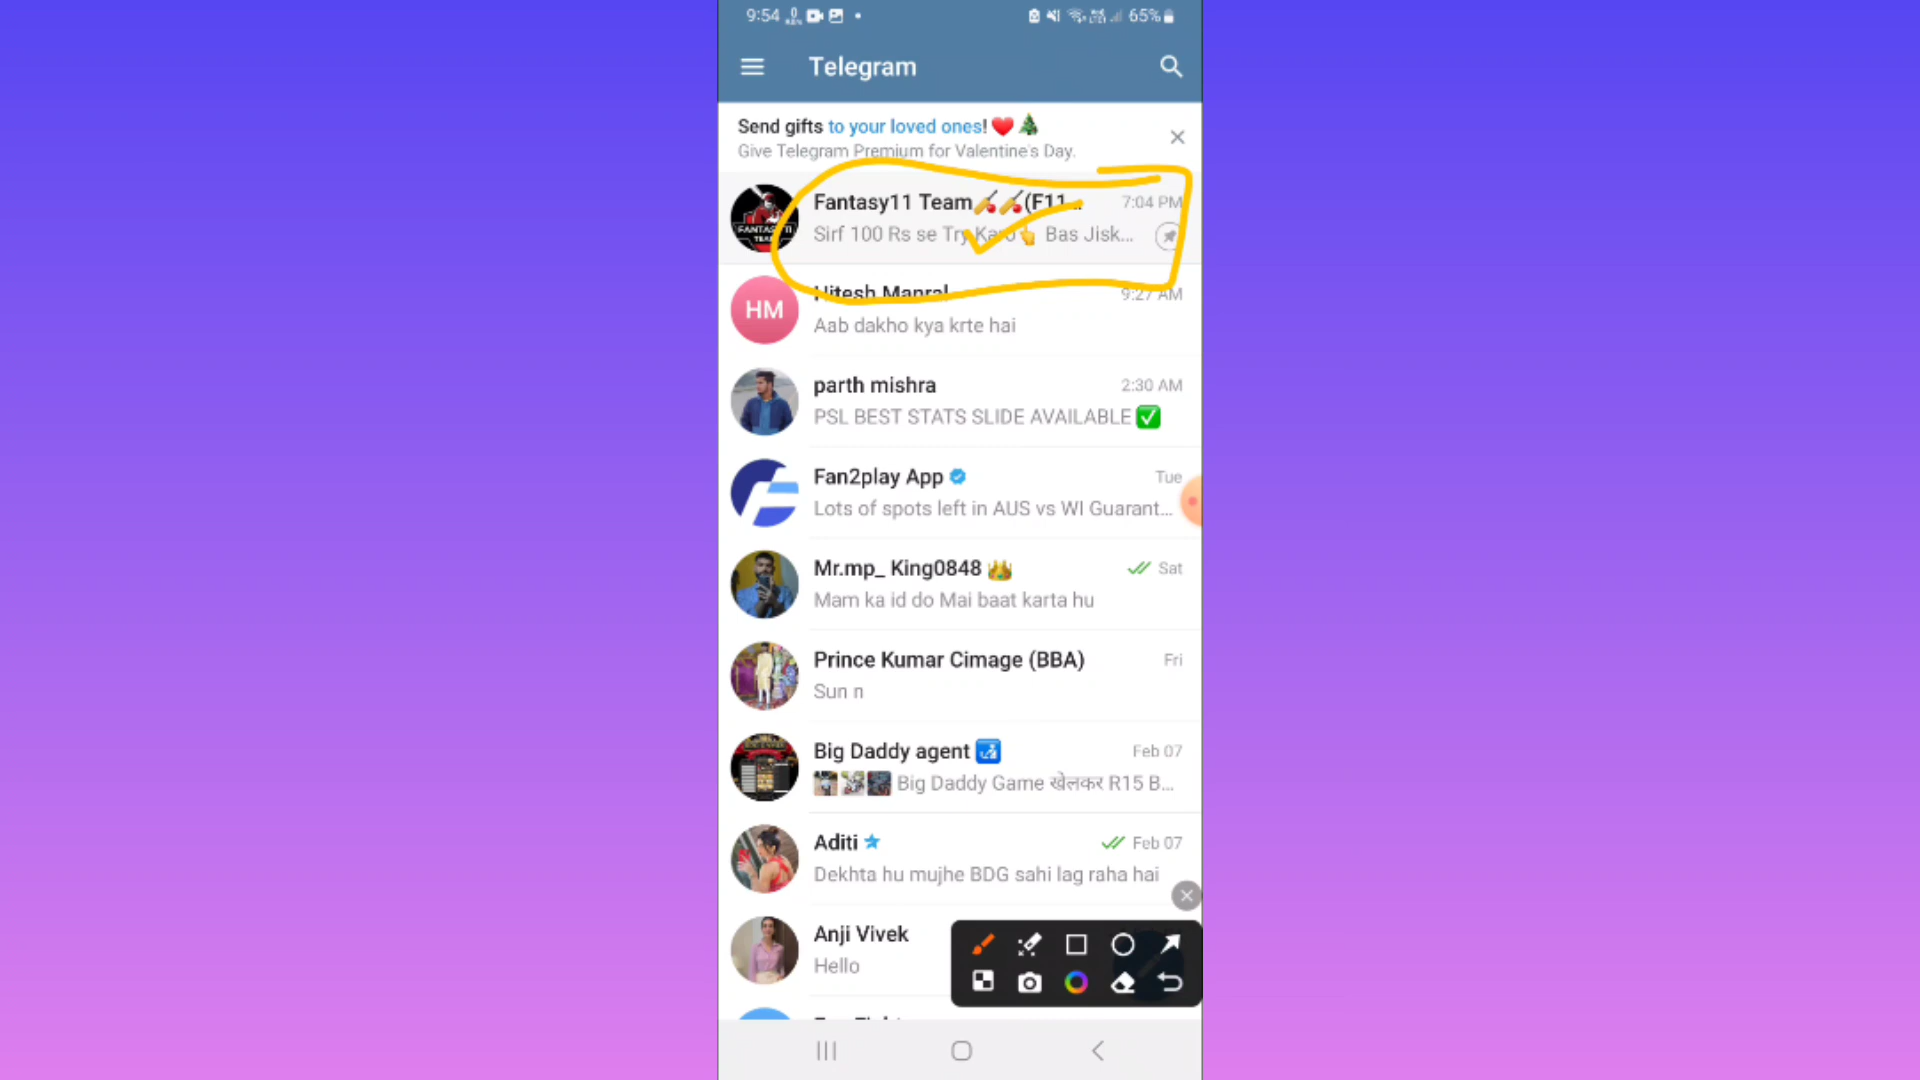 9:54
65%
Telegram
Send gifts to your loved ones! ❤️🎄
Give Telegram Premium for Valentine's Day.
Fantasy11 Team🏏🏏(F11...
7:04 PM
Sirf 100 Rs se Try Karo👆 Bas Jisk...
FANTASY11
TEAM
Hitesh Manral
9:27 AM
HM
Aab dakho kya krte hai
parth mishra
2:30 AM
PSL BEST STATS SLIDE AVAILABLE ✅
Fan2play App
Tue
Lots of spots left in AUS vs WI Guarant...
Mr.mp_ King0848 👑
Sat
Mam ka id do Mai baat karta hu
Prince Kumar Cimage (BBA)
Fri
Sun n
Big Daddy agent 🛃
Feb 07
Big Daddy Game खेलकर R15 B...
Aditi
Feb 07
Dekhta hu mujhe BDG sahi lag raha hai
Anji Vivek
Hello